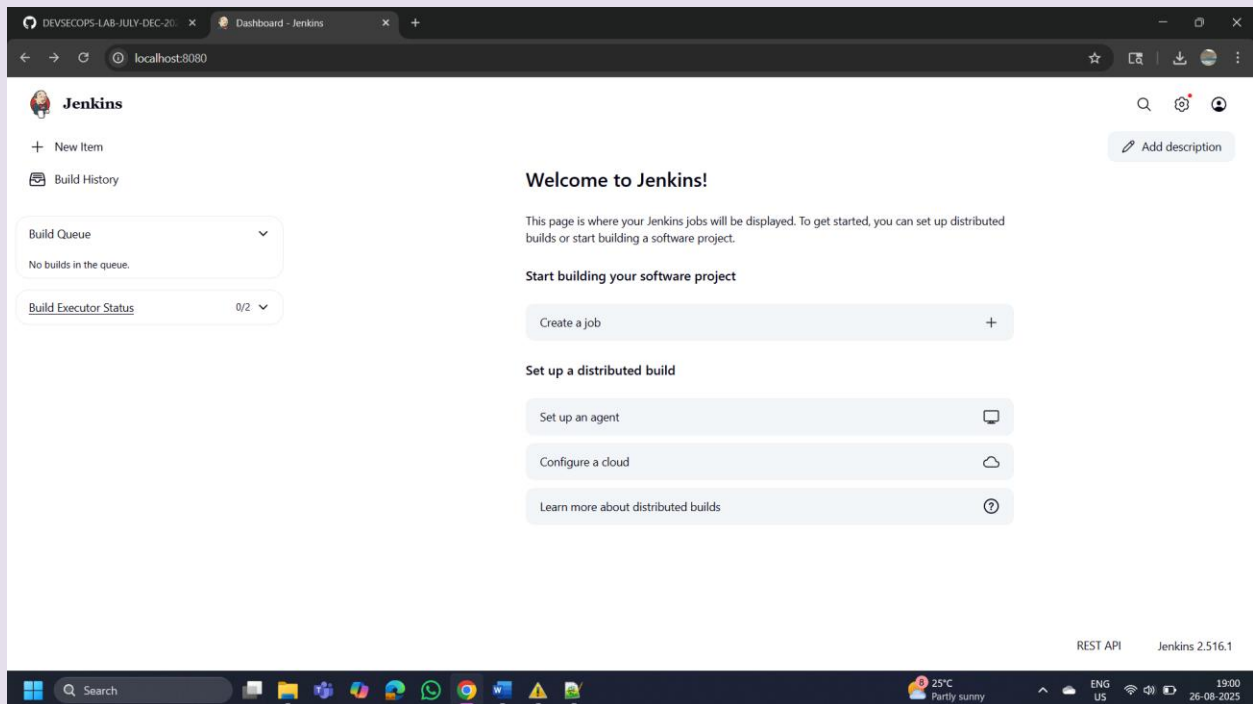 DEVSECOPS-LAB-JULY-DEC-20
Dashboard - Jenkins
localhost:8080
Jenkins
New Item
Add description
Build History
Welcome to Jenkins!
This page is where your Jenkins jobs will be displayed. To get started, you can set up distributed
builds or start building a software project.
Build Queue
No builds in the queue.
Start building your software project
Build Executor Status
0/2
Create a job
Set up a distributed build
Set up an agent
Configure a cloud
Learn more about distributed builds
REST API
Jenkins 2.516.1
Search
8
25°C
Partly sunny
ENG
US
19:00
26-08-2025